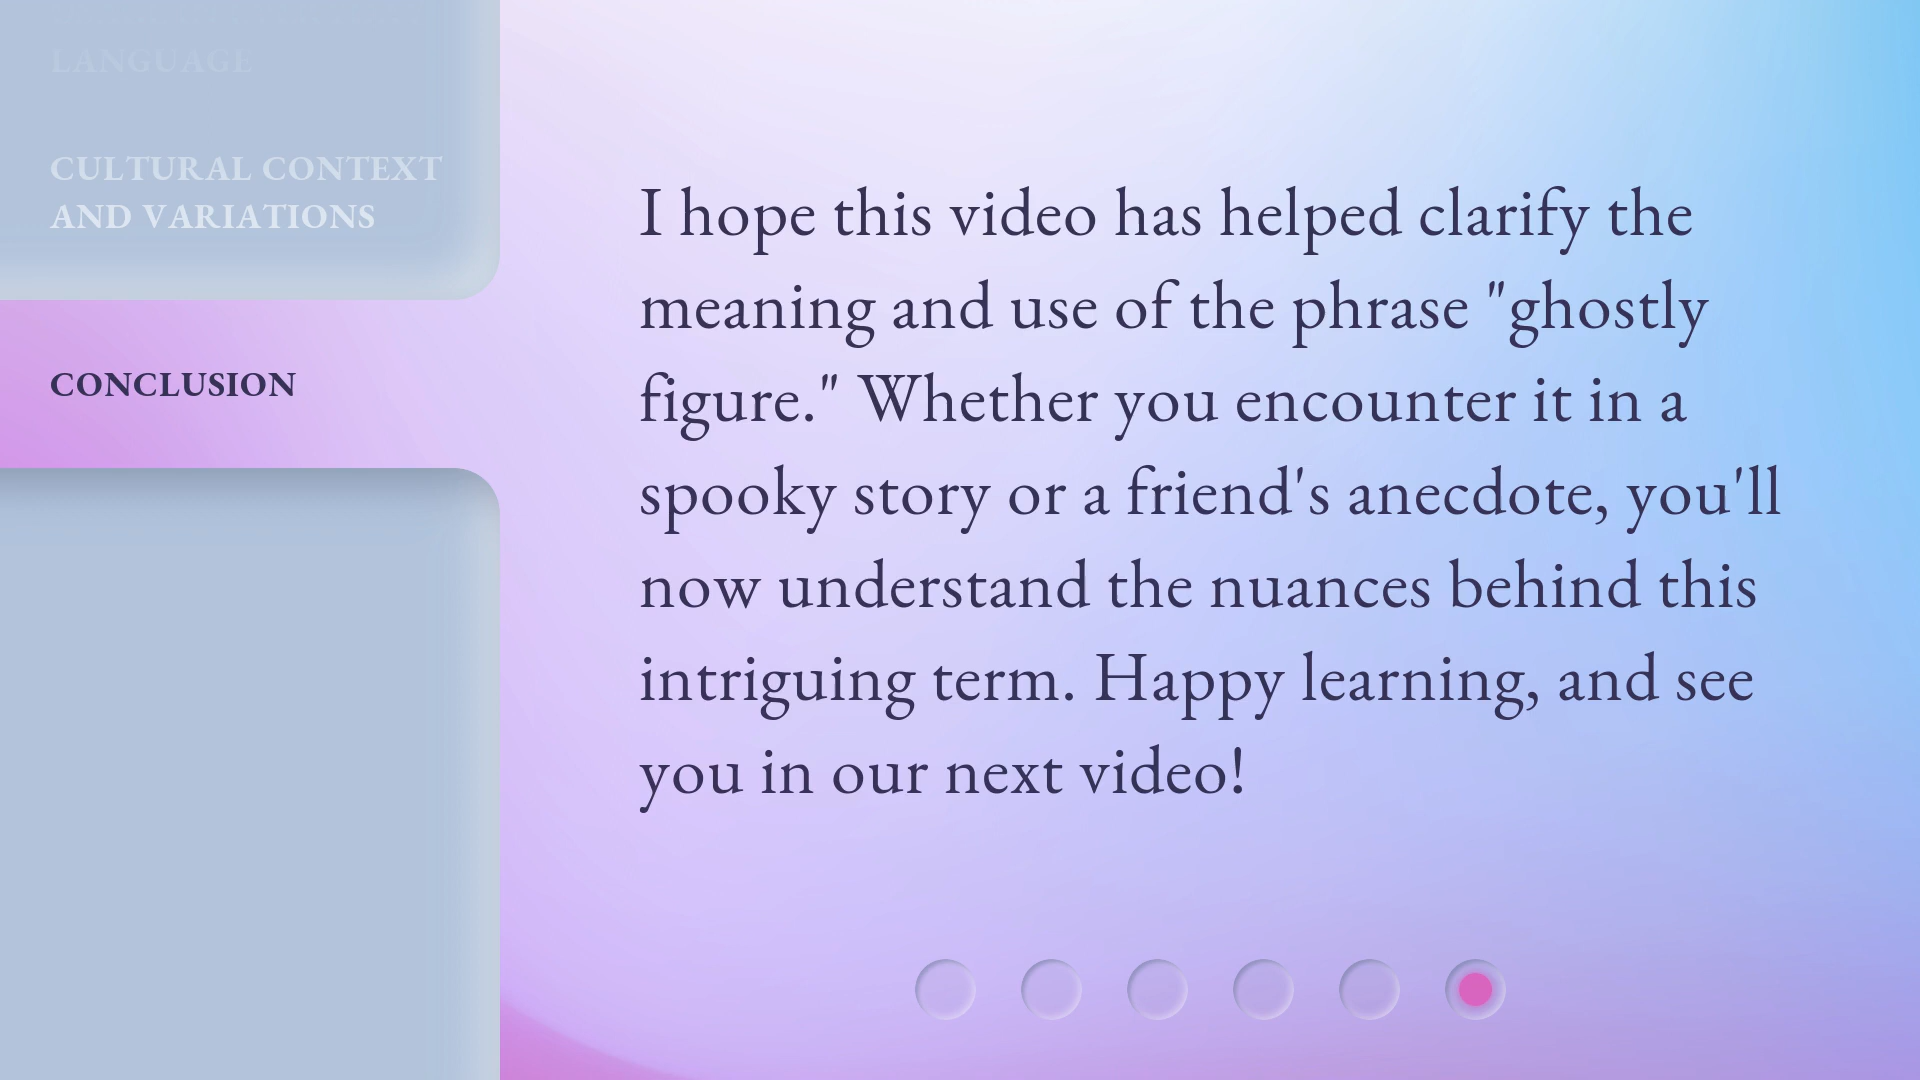 LANGUAGE
CULTURAL CONTEXT
AND VARIATIONS
CONCLUSION
I hope this video has helped clarify the
meaning and use of the phrase "ghostly
figure." Whether you encounter it in a
spooky story or a friend's anecdote, you'll
now understand the nuances behind this
intriguing term. Happy learning, and see
you in our next video!